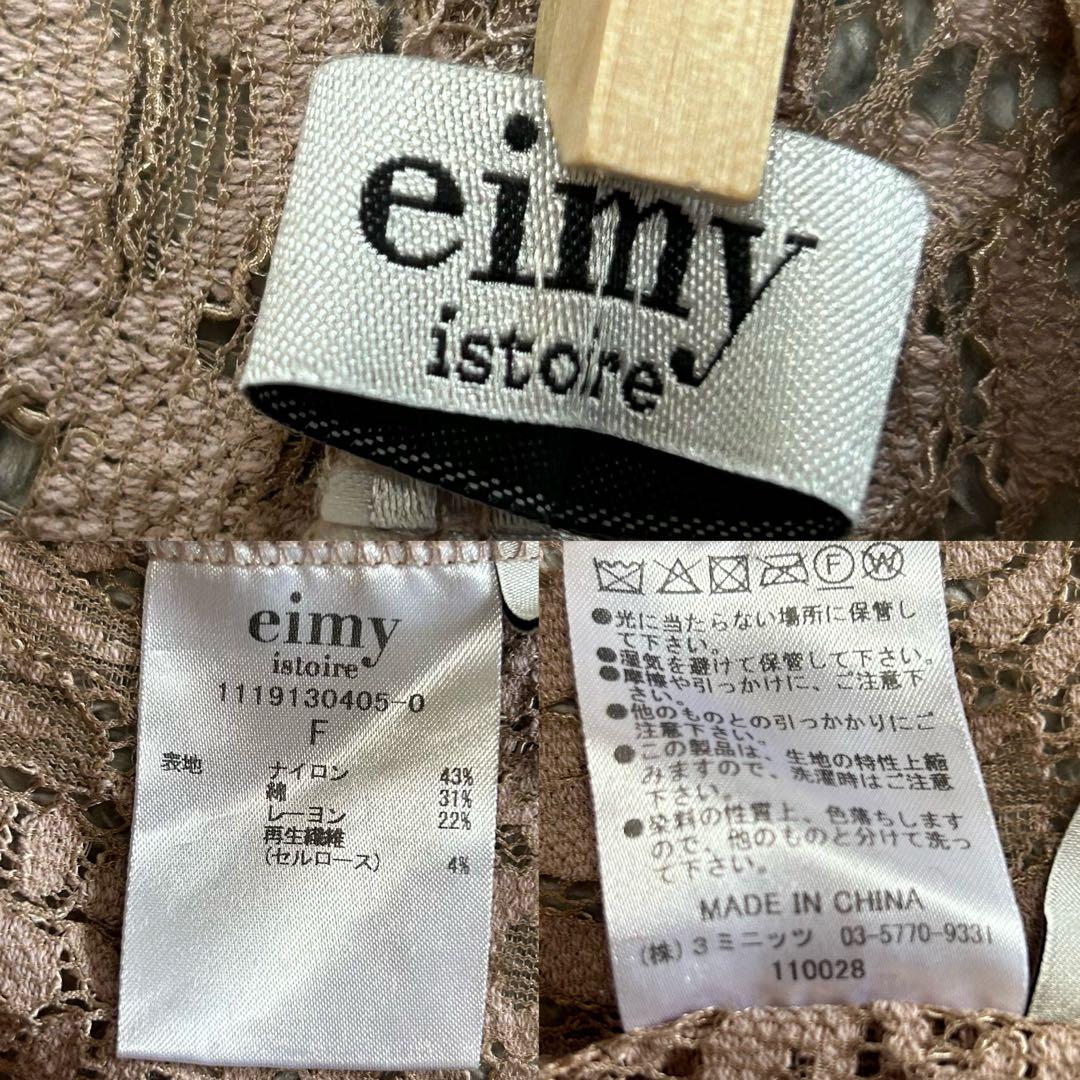 eimy
istoire
eimy
istoire
1119130405-0
F
表地 ナイロン 43%
綿 31%
レーヨン 22%
再生繊維
(セルロース) 4%
●光に当たらない場所に保管し
て下さい。
●湿気を避けて保管して下さい。
●摩擦や引っかけに、ご注意下
さい。
●他のものとの引っかかりにご
注意下さい。
●この製品は、生地の特性上縮
みますので、洗濯時はご注意
下さい。
●染料の性質上、色落ちします
ので、他のものと分けて洗っ
て下さい。
MADE IN CHINA
(株)3ミニッツ 03-5770-9331
110028